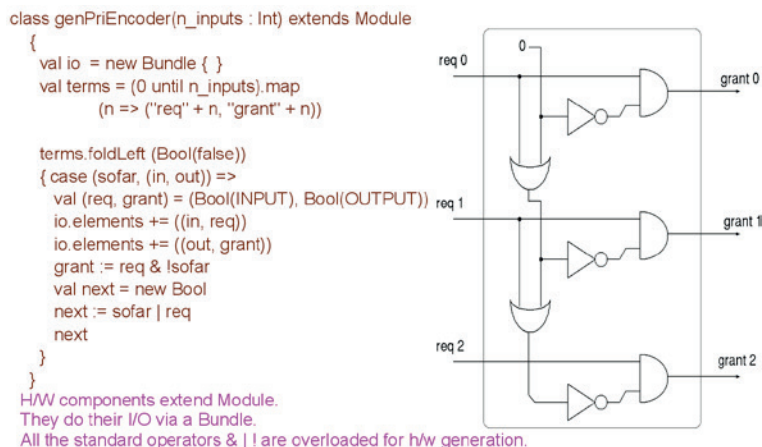 class genPriEncoder(n_inputs : Int) extends Module
{
val io = new Bundle { }
val terms = (0 until n_inputs).map
(n => ("req" + n, "grant" + n))
terms.foldLeft (Bool(false))
{ case (sofar, (in, out)) =>
val (req, grant) = (Bool(INPUT), Bool(OUTPUT))
io.elements += ((in, req))
io.elements += ((out, grant))
grant := req & !sofar
val next = new Bool
next := sofar | req
next
}
}
H/W components extend Module.
They do their I/O via a Bundle.
All the standard operators & | ! are overloaded for h/w generation.
0
req 0
grant 0
req 1
grant 1
req 2
grant 2